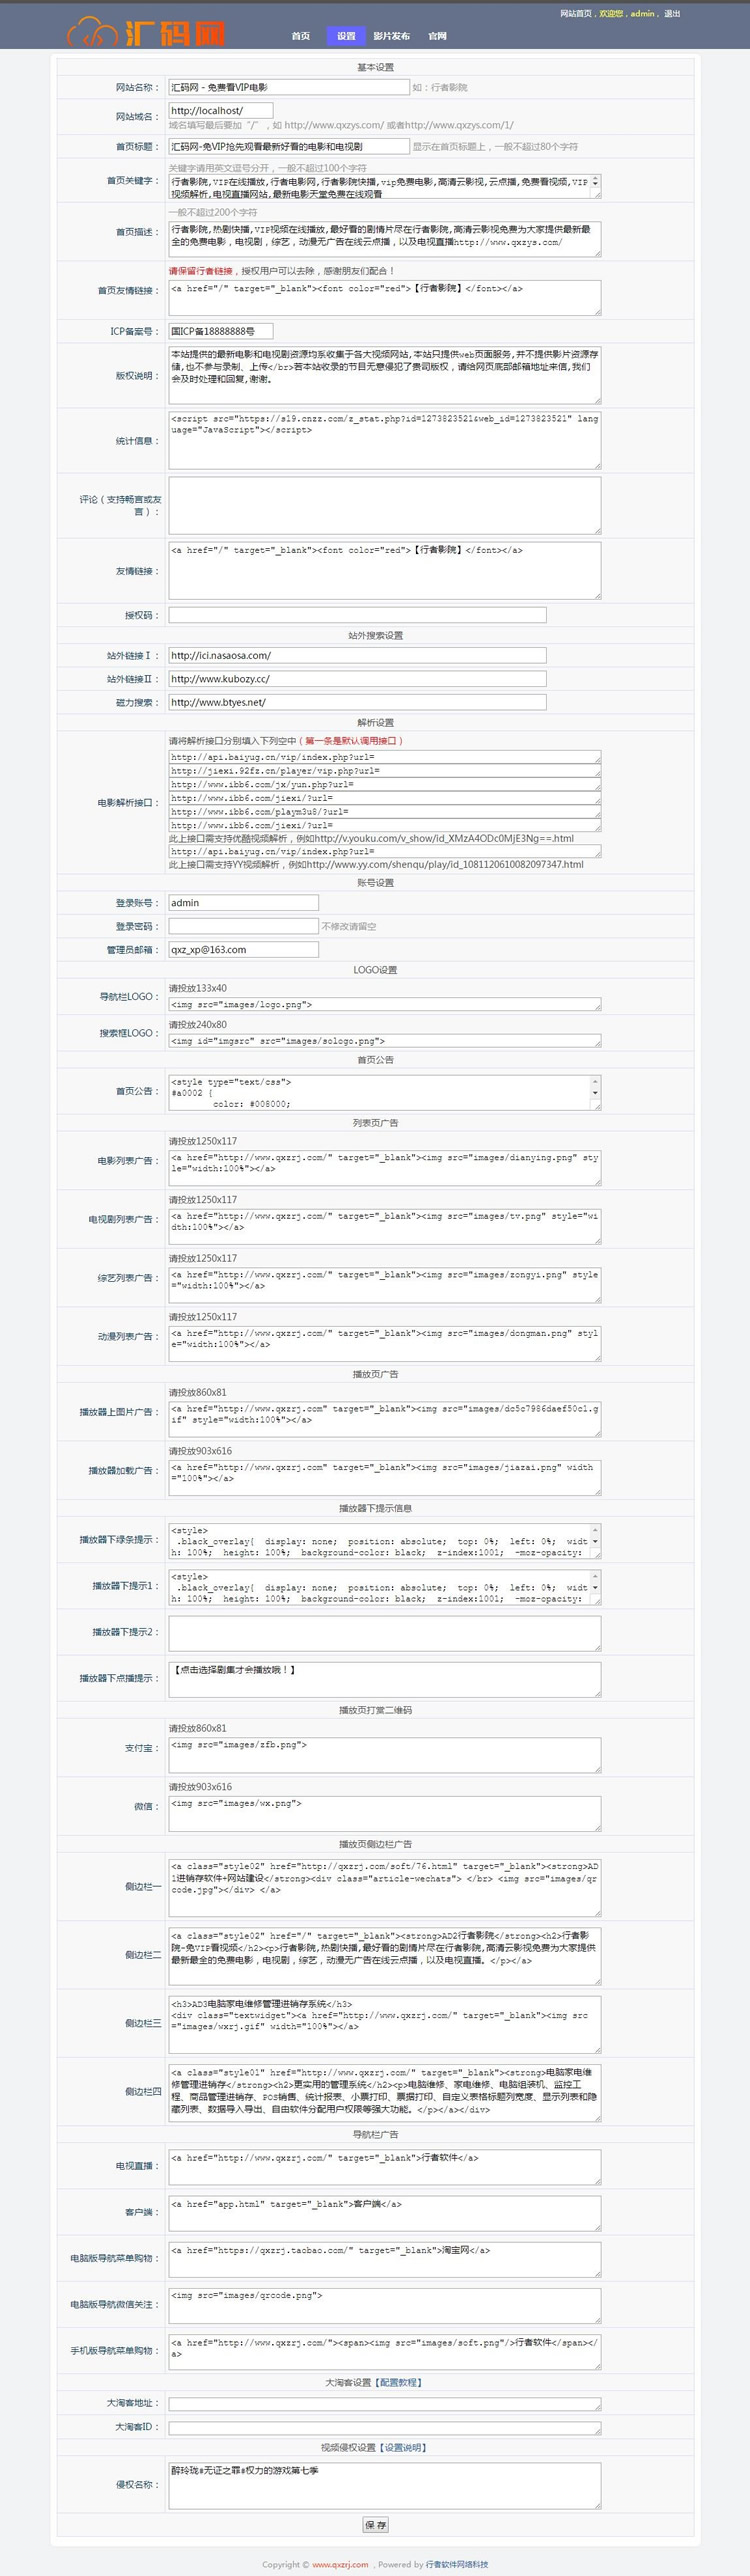 网站首页，欢迎您，admin， 退出
汇码网
首页 设置 影片发布 官网
基本设置
网站名称： 汇码网 - 免费看VIP电影 如：行者影院
网站域名： http://localhost/
域名填写最后要加“/”，如 http://www.qxzys.com/ 或者http://www.qxzys.com/1/
首页标题： 汇码网-免VIP抢先观看最新好看的电影和电视剧 显示在首页标题上，一般不超过80个字符
关键字请用英文逗号分开，一般不超过100个字符
首页关键字： 行者影院,VIP在线播放,行者电影网,行者影院快播,vip免费电影,高清云影视,云点播,免费看视频,VIP
视频解析,电视直播网站,最新电影天堂免费在线观看
一般不超过200个字符
首页描述： 行者影院,热剧快播,VIP视频在线播放,最好看的剧情片尽在行者影院,高清云影视免费为大家提供最新最
全的免费电影，电视剧，综艺，动漫无广告在线云点播，以及电视直播http://www.qxzys.com/
请保留行者链接，授权用户可以去除，感谢朋友们配合！
首页友情链接： <a href="/" target="_blank"><font color="red">【行者影院】</font></a>
ICP备案号： 国ICP备18888888号
版权说明： 本站提供的最新电影和电视剧资源均系收集于各大视频网站,本站只提供web页面服务,并不提供影片资源存
储,也不参与录制、上传</br>若本站收录的节目无意侵犯了贵司版权，请给网页底部邮箱地址来信,我们
会及时处理和回复,谢谢。
统计信息： <script src="https://s19.cnzz.com/z_stat.php?id=1273823521&web_id=1273823521" lang
uage="JavaScript"></script>
评论（支持畅言或友
言）：
友情链接： <a href="/" target="_blank"><font color="red">【行者影院】</font></a>
授权码：
站外搜索设置
站外链接Ⅰ： http://ici.nasaosa.com/
站外链接Ⅱ： http://www.kubozy.cc/
磁力搜索： http://www.btyes.net/
解析设置
请将解析接口分别填入下列空中（第一条是默认调用接口）
电影解析接口： http://api.baiyug.cn/vip/index.php?url=
http://jiexi.92fz.cn/player/vip.php?url=
http://www.ibb6.com/jx/yun.php?url=
http://www.ibb6.com/jiexi/?url=
http://www.ibb6.com/playm3u8/?url=
http://www.ibb6.com/jiexi/?url=
此上接口需支持优酷视频解析，例如http://v.youku.com/v_show/id_XMzA4ODc0MjE3Ng==.html
http://api.baiyug.cn/vip/index.php?url=
此上接口需支持YY视频解析，例如http://www.yy.com/shenqu/play/id_1081120610082097347.html
账号设置
登录账号： admin
登录密码： 不修改请留空
管理员邮箱： qxz_xp@163.com
LOGO设置
请投放133x40
导航栏LOGO： <img src="images/logo.png">
请投放240x80
搜索框LOGO： <img id="imgsrc" src="images/sologo.png">
首页公告
首页公告： <style type="text/css">
#a0002 {
color: #008000;
列表页广告
请投放1250x117
电影列表广告： <a href="http://www.qxzrj.com/" target="_blank"><img src="images/dianying.png" sty
le="width:100%"></a>
请投放1250x117
电视剧列表广告： <a href="http://www.qxzrj.com/" target="_blank"><img src="images/tv.png" style="wi
dth:100%"></a>
请投放1250x117
综艺列表广告： <a href="http://www.qxzrj.com/" target="_blank"><img src="images/zongyi.png" style
="width:100%"></a>
请投放1250x117
动漫列表广告： <a href="http://www.qxzrj.com/" target="_blank"><img src="images/dongman.png" styl
e="width:100%"></a>
播放页广告
请投放860x81
播放器上图片广告： <a href="http://www.qxzrj.com" target="_blank"><img src="images/dc5c7986daef50c1.g
if" style="width:100%"></a>
请投放903x616
播放器加载广告： <a href="http://www.qxzrj.com" target="_blank"><img src="images/jiazai.png" width
="100%"></a>
播放器下提示信息
播放器下绿条提示： <style>
.black_overlay{ display: none; position: absolute; top: 0%; left: 0%; widt
h: 100%; height: 100%; background-color: black; z-index:1001; -moz-opacity:
播放器下提示1： <style>
.black_overlay{ display: none; position: absolute; top: 0%; left: 0%; widt
h: 100%; height: 100%; background-color: black; z-index:1001; -moz-opacity:
播放器下提示2：
播放器下点播提示： 【点击选择剧集才会播放哦！】
播放页打赏二维码
请投放860x81
支付宝： <img src="images/zfb.png">
请投放903x616
微信： <img src="images/wx.png">
播放页侧边栏广告
侧边栏一 <a class="style02" href="http://qxzrj.com/soft/76.html" target="_blank"><strong>AD
1进销存软件+网站建设</strong><div class="article-wechats"> </br> <img src="images/qr
code.jpg"></div> </a>
侧边栏二 <a class="style02" href="/" target="_blank"><strong>AD2行者影院</strong><h2>行者影
院-免VIP看视频</h2><p>行者影院,热剧快播,最好看的剧情片尽在行者影院,高清云影视免费为大家提供
最新最全的免费电影，电视剧，综艺，动漫无广告在线云点播，以及电视直播。</p></a>
侧边栏三 <h3>AD3电脑家电维修管理进销存系统</h3>
<div class="textwidget"><a href="http://www.qxzrj.com/" target="_blank"><img src
="images/wxrj.gif" width="100%"></a>
侧边栏四 <a class="style01" href="http://www.qxzrj.com/" target="_blank"><strong>电脑家电维
修管理进销存</strong><h2>更实用的管理系统</h2><p>电脑维修、家电维修、电脑组装机、监控工
程、商品管理进销存、POS销售、统计报表、小票打印、票据打印、自定义表格标题列宽度、显示列表和隐
藏列表、数据导入导出、自由软件分配用户权限等强大功能。</p></a></div>
导航栏广告
电视直播： <a href="http://www.qxzrj.com/" target="_blank">行者软件</a>
客户端： <a href="app.html" target="_blank">客户端</a>
电脑版导航菜单购物： <a href="https://qxzrj.taobao.com/" target="_blank">淘宝网</a>
电脑版导航微信关注： <img src="images/qrcode.png">
手机版导航菜单购物： <a href="http://www.qxzrj.com/"><span><img src="images/soft.png"/>行者软件</span></
a>
大淘客设置【配置教程】
大淘客地址：
大淘客ID：
视频侵权设置【设置说明】
侵权名称： 醉玲珑#无证之罪#权力的游戏第七季
保 存
Copyright © www.qxzrj.com ，Powered by 行者软件网络科技